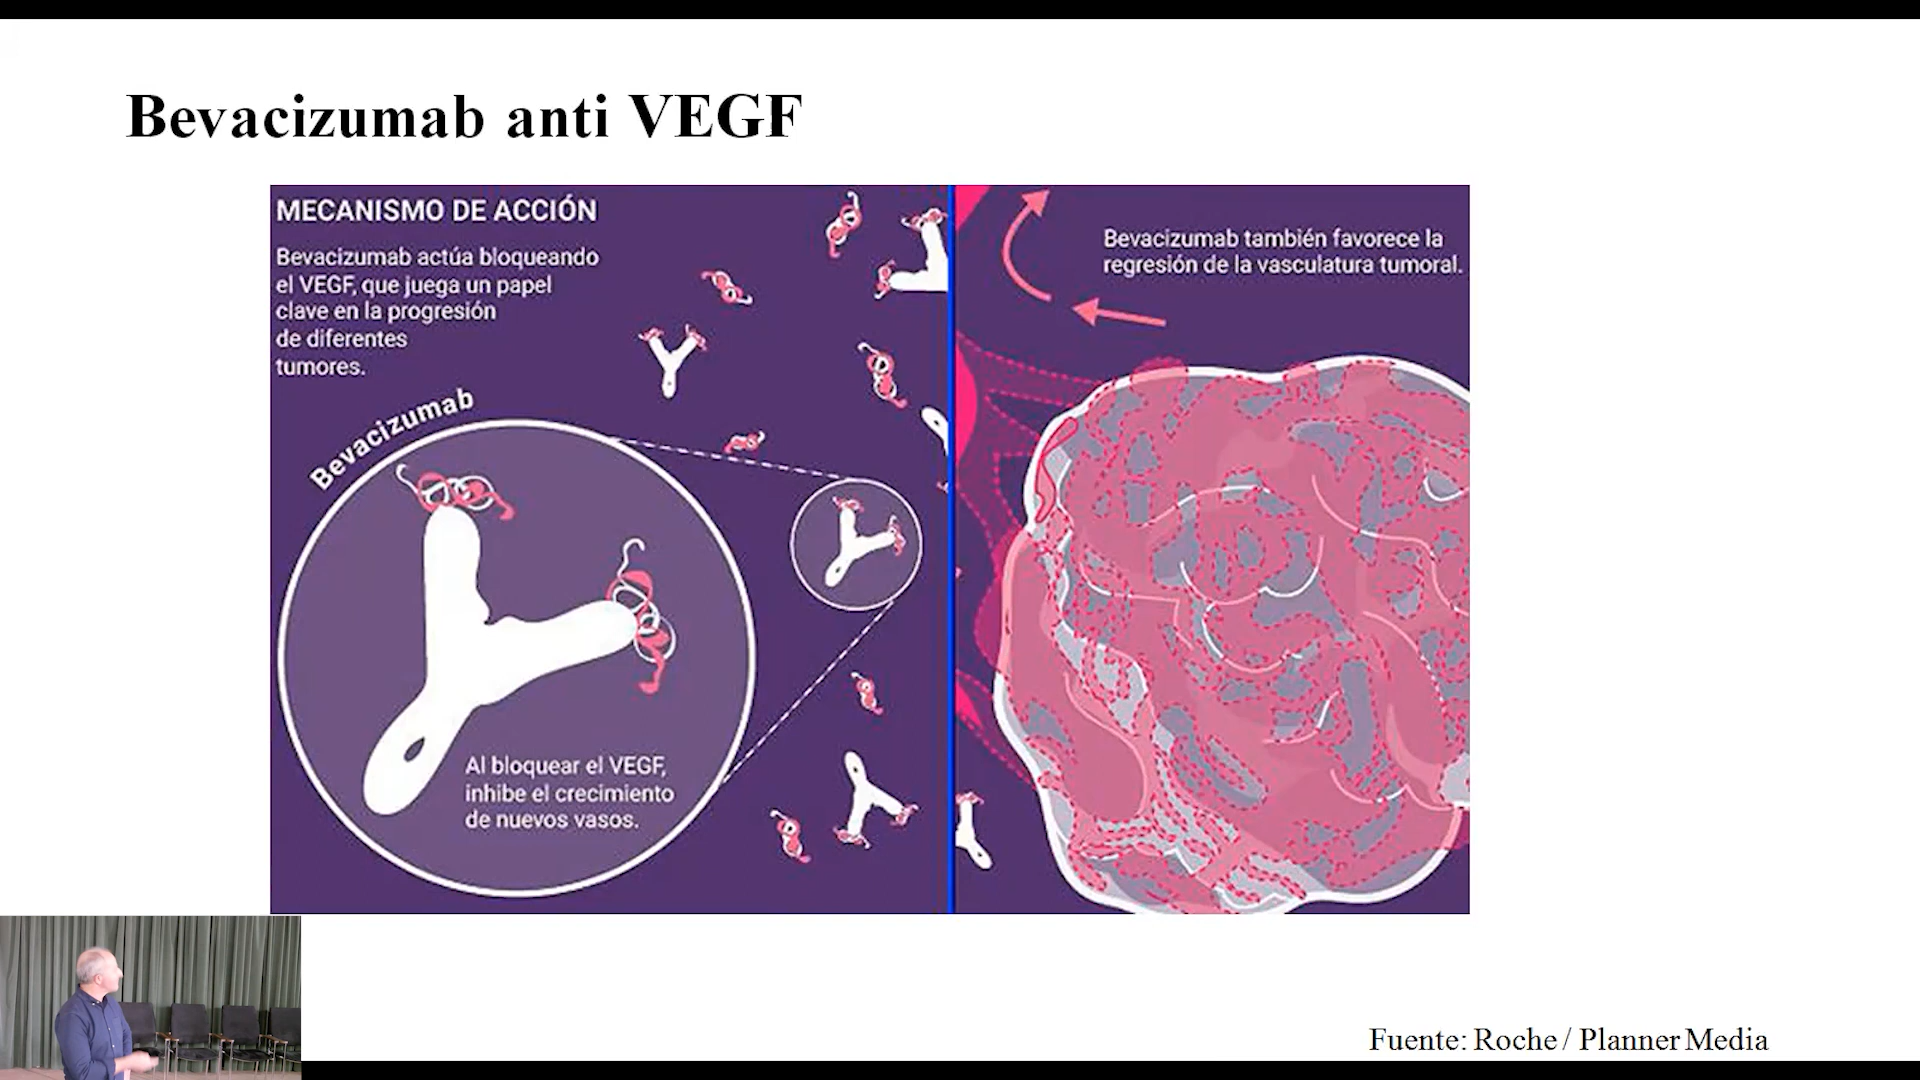 Bevacizumab anti VEGF
MECANISMO DE ACCIÓN
Bevacizumab actúa bloqueando
el VEGF, que juega un papel
clave en la progresión
de diferentes
tumores.
Bevacizumab
Al bloquear el VEGF,
inhibe el crecimiento
de nuevos vasos.
Bevacizumab también favorece la
regresión de la vasculatura tumoral.
Fuente: Roche / Planner Media